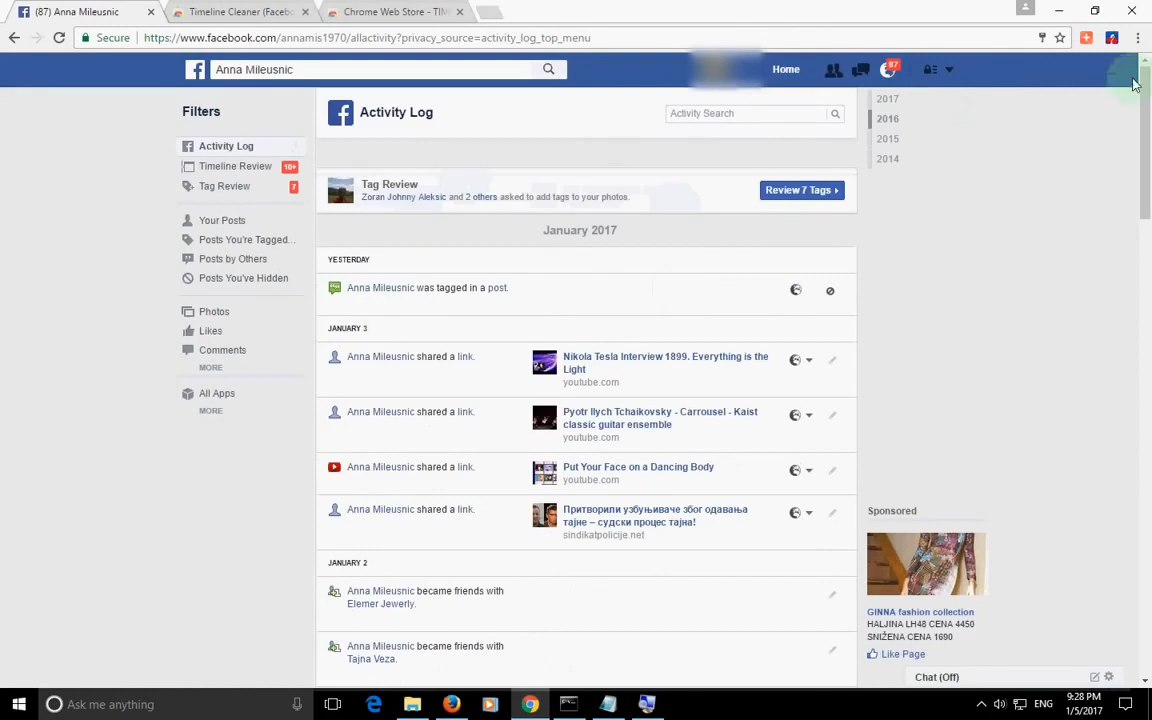 (87) Anna Mileusnic
Timeline Cleaner (Facebo
Chrome Web Store - TIM
Secure
https://www.facebook.com/annamis1970/allactivity?privacy_source=activity_log_top_menu
Anna Mileusnic
Home
87
Filters
Activity Log
Timeline Review 10+
Tag Review 7
Your Posts
Posts You're Tagged...
Posts by Others
Posts You've Hidden
Photos
Likes
Comments
MORE
All Apps
MORE
Activity Log
Activity Search
Tag Review
Zoran Johnny Aleksic and 2 others asked to add tags to your photos.
Review 7 Tags
January 2017
YESTERDAY
Anna Mileusnic was tagged in a post.
JANUARY 3
Anna Mileusnic shared a link.
Nikola Tesla Interview 1899. Everything is the
Light
youtube.com
Anna Mileusnic shared a link.
Pyotr Ilych Tchaikovsky - Carrousel - Kaist
classic guitar ensemble
youtube.com
Anna Mileusnic shared a link.
Put Your Face on a Dancing Body
youtube.com
Anna Mileusnic shared a link.
Притворили узбуњиваче због одавања
тајне – судски процес тајна!
sindikatpolicije.net
JANUARY 2
Anna Mileusnic became friends with
Elemer Jewerly.
Anna Mileusnic became friends with
Tajna Veza.
2017
2016
2015
2014
Sponsored
GINNA fashion collection
HALJINA LH48 CENA 4450
SNIŽENA CENA 1690
Like Page
Chat (Off)
Ask me anything
ENG
9:28 PM
1/5/2017